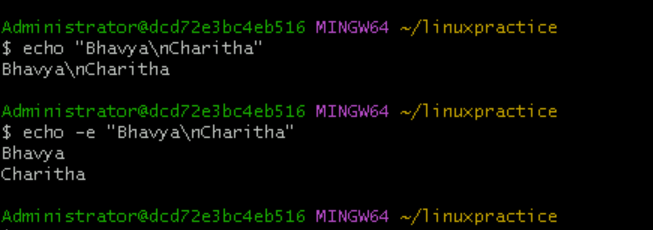 Administrator@dcd72e3bc4eb516 MINGW64 ~/linuxpractice
$ echo "Bhavya\nCharitha"
Bhavya\nCharitha
Administrator@dcd72e3bc4eb516 MINGW64 ~/linuxpractice
$ echo -e "Bhavya\nCharitha"
Bhavya
Charitha
Administrator@dcd72e3bc4eb516 MINGW64 ~/linuxpractice